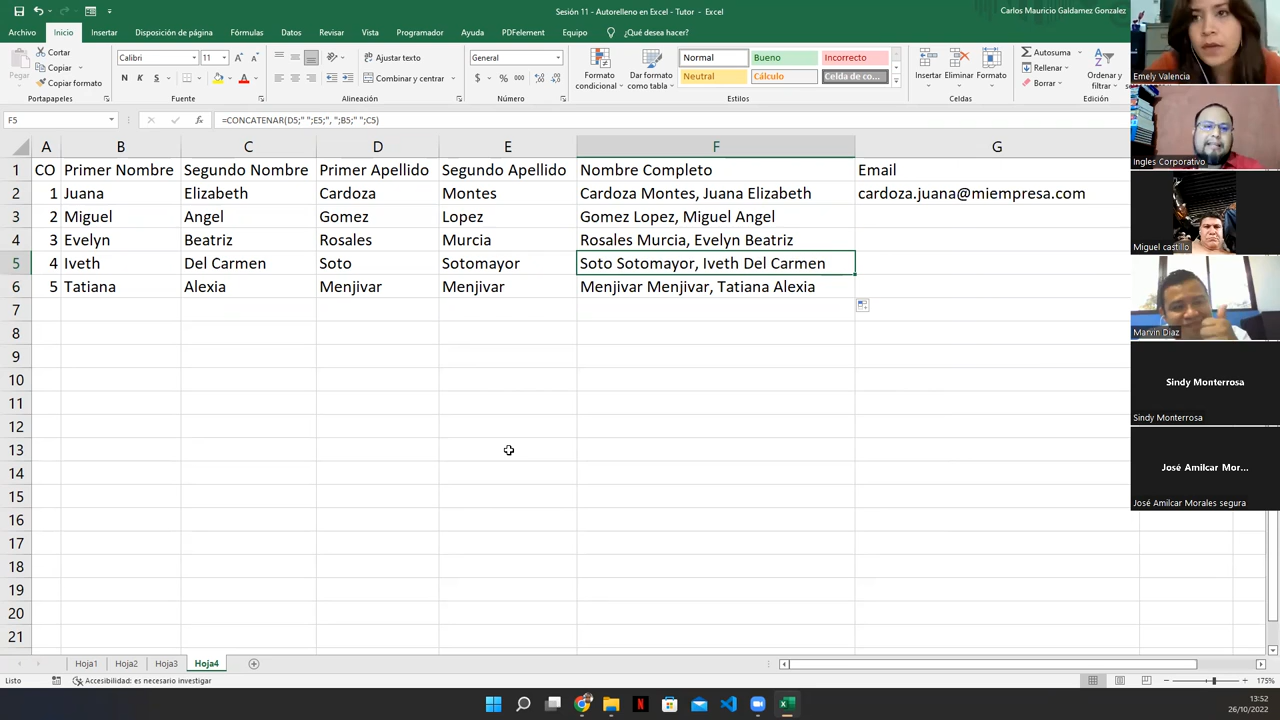 Sesión 11 - Autorelleno en Excel - Tutor - Excel
Carlos Mauricio Galdamez Gonzalez
Archivo Inicio Insertar Disposición de página Fórmulas Datos Revisar Vista Programador Ayuda PDFelement Equipo ¿Qué desea hacer?
Pegar
Cortar
Copiar
Copiar formato
Portapapeles
Calibri 11
N K S
Fuente
Ajustar texto
Combinar y centrar
Alineación
General
$ % 000
Número
Formato condicional
Dar formato como tabla
Normal Bueno Incorrecto
Neutral Cálculo Celda de co...
Estilos
Insertar Eliminar Formato
Celdas
Autosuma
Rellenar
Borrar
Ordenar y filtrar
Edición
F5 fx =CONCATENAR(D5;" ";E5;", ";B5;" ";C5)
A B C D E F G
1 CO Primer Nombre Segundo Nombre Primer Apellido Segundo Apellido Nombre Completo Email
2 1 Juana Elizabeth Cardoza Montes Cardoza Montes, Juana Elizabeth cardoza.juana@miempresa.com
3 2 Miguel Angel Gomez Lopez Gomez Lopez, Miguel Angel
4 3 Evelyn Beatriz Rosales Murcia Rosales Murcia, Evelyn Beatriz
5 4 Iveth Del Carmen Soto Sotomayor Soto Sotomayor, Iveth Del Carmen
6 5 Tatiana Alexia Menjivar Menjivar Menjivar Menjivar, Tatiana Alexia
7
8
9
10
11
12
13
14
15
16
17
18
19
20
21
Emely Valencia
Ingles Corporativo
Miguel castillo
Marvin Diaz
Sindy Monterrosa
Sindy Monterrosa
José Amilcar Mor...
José Amilcar Morales segura
Hoja1 Hoja2 Hoja3 Hoja4
Listo Accesibilidad: es necesario investigar
175%
13:52
26/10/2022